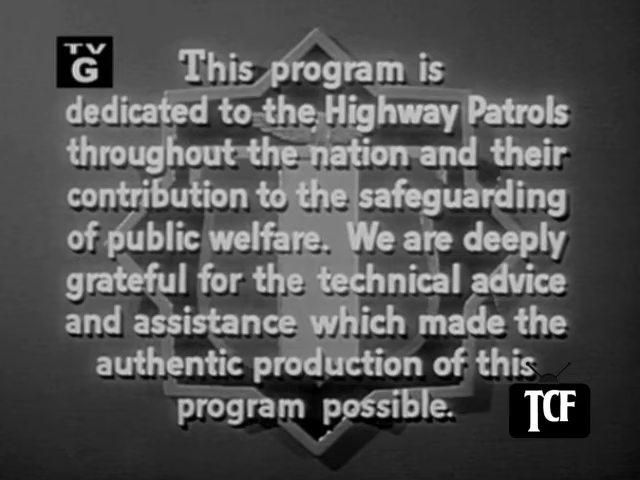 TV
G
This program is
dedicated to the Highway Patrols
throughout the nation and their
contribution to the safeguarding
of public welfare. We are deeply
grateful for the technical advice
and assistance which made the
authentic production of this
program possible.
TCF